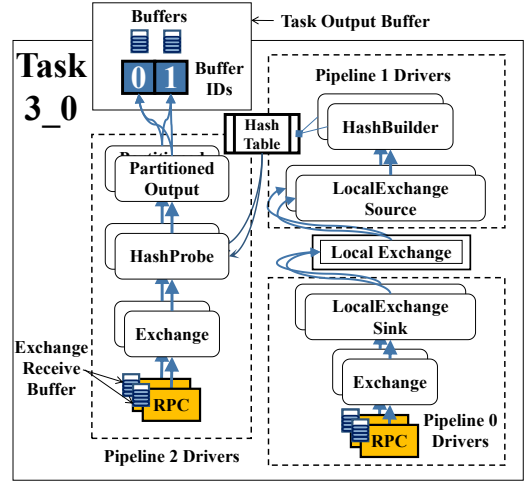 Buffers
Task Output Buffer
Task
3_0
0 1
Buffer
IDs
Pipeline 1 Drivers
Hash
Table
HashBuilder
Partitioned
Output
LocalExchange
Source
HashProbe
Local Exchange
LocalExchange
Sink
Exchange
Exchange
Receive
Buffer
Exchange
RPC
RPC
Pipeline 0
Drivers
Pipeline 2 Drivers